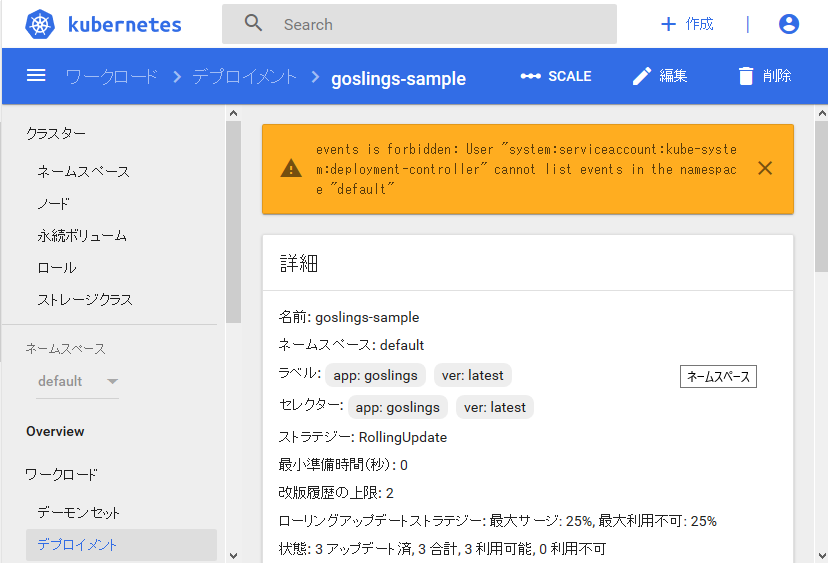 kubernetes
Search
作成
ワークロード
デプロイメント
goslings-sample
SCALE
編集
削除
クラスター
ネームスペース
ノード
永続ボリューム
ロール
ストレージクラス
ネームスペース
default
Overview
ワークロード
デーモンセット
デプロイメント
events is forbidden: User "system:serviceaccount:kube-syste
m:deployment-controller" cannot list events in the namespac
e "default"
詳細
名前: goslings-sample
ネームスペース: default
ラベル: app: goslings ver: latest
ネームスペース
セレクター: app: goslings ver: latest
ストラテジー: RollingUpdate
最小準備時間(秒): 0
改版履歴の上限: 2
ローリングアップデートストラテジー: 最大サージ: 25%, 最大利用不可: 25%
状態: 3 アップデート済, 3 合計, 3 利用可能, 0 利用不可